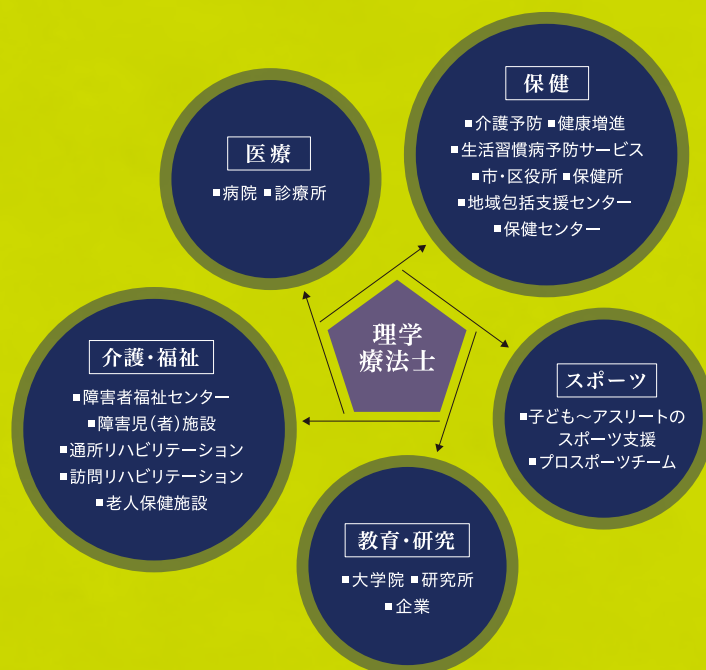 保健
■介護予防 ■健康増進
■生活習慣病予防サービス
■市・区役所 ■保健所
■地域包括支援センター
■保健センター
医療
■病院 ■診療所
理学
療法士
介護・福祉
■障害者福祉センター
■障害児(者)施設
■通所リハビリテーション
■訪問リハビリテーション
■老人保健施設
スポーツ
■子ども〜アスリートの
スポーツ支援
■プロスポーツチーム
教育・研究
■大学院 ■研究所
■企業